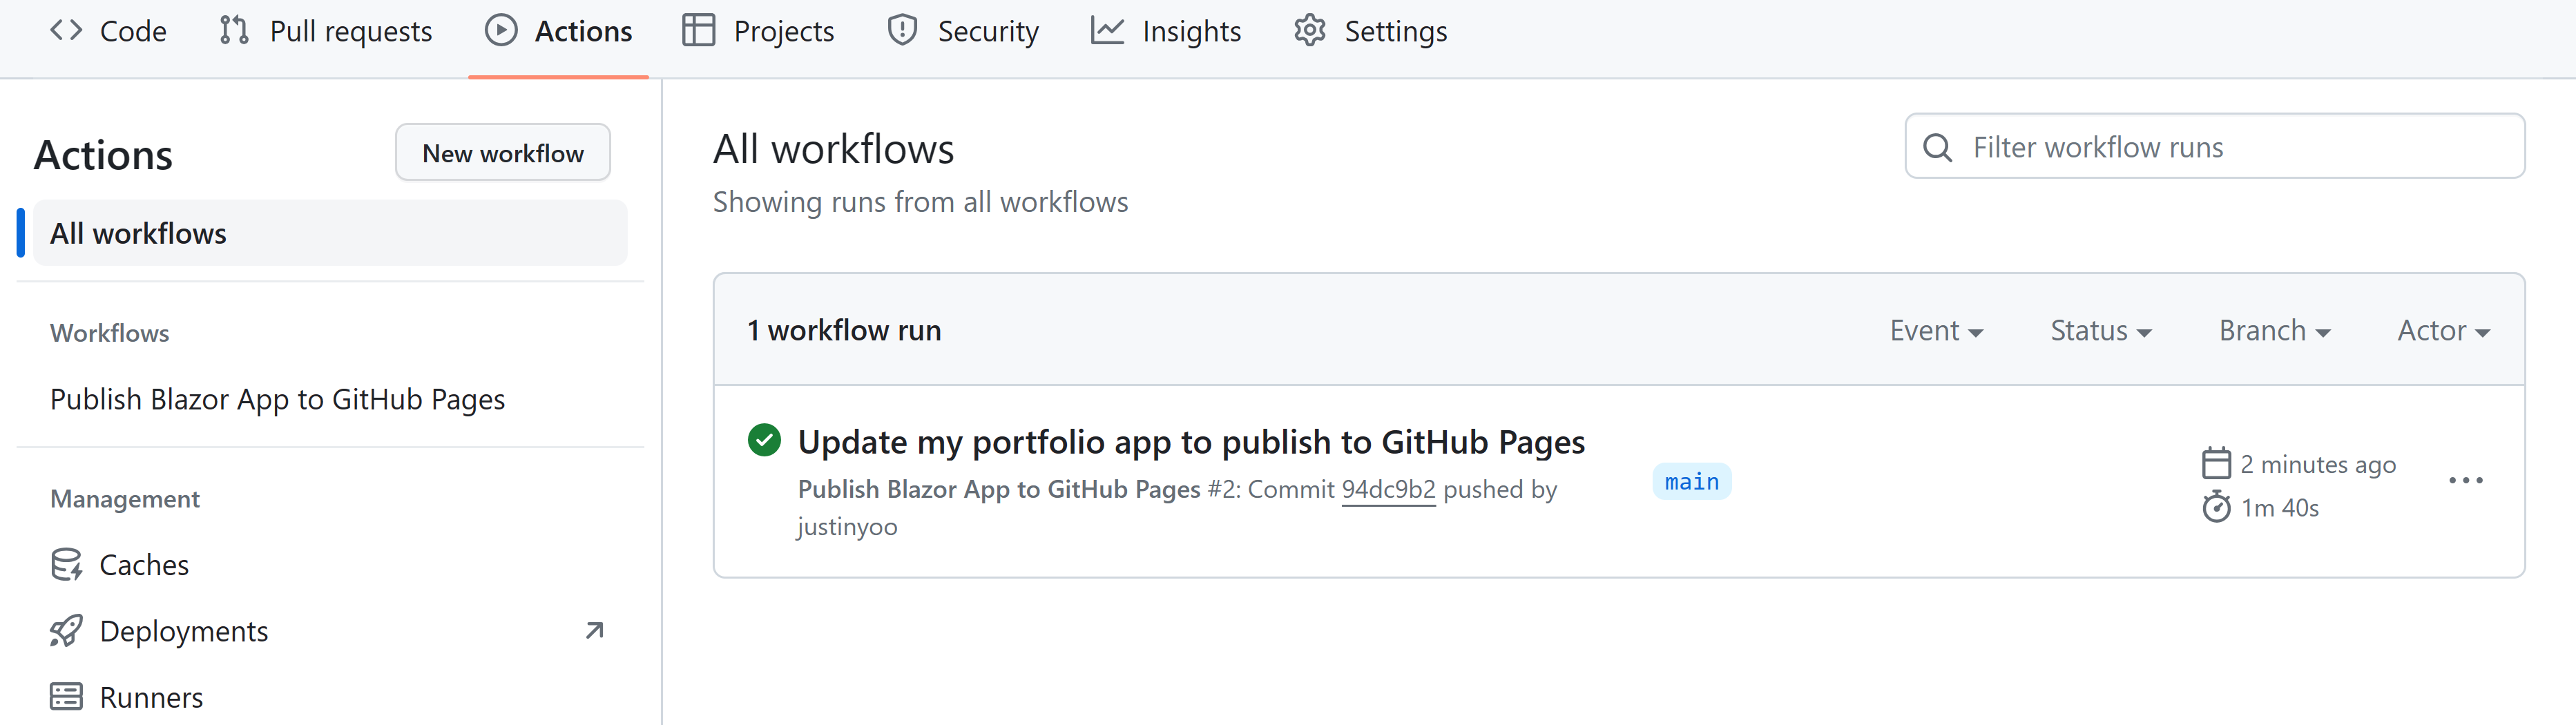 Code Pull requests Actions Projects Security Insights Settings
Actions
New workflow
All workflows
Workflows
Publish Blazor App to GitHub Pages
Management
Caches
Deployments
Runners
All workflows
Showing runs from all workflows
Filter workflow runs
1 workflow run
Event Status Branch Actor
Update my portfolio app to publish to GitHub Pages
Publish Blazor App to GitHub Pages #2: Commit 94dc9b2 pushed by
justinyoo
main
2 minutes ago
1m 40s